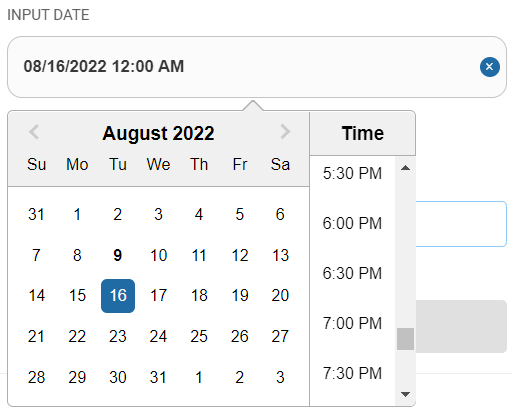 INPUT DATE
08/16/2022 12:00 AM
August 2022
Su Mo Tu We Th Fr Sa
31 1 2 3 4 5 6
7 8 9 10 11 12 13
14 15 16 17 18 19 20
21 22 23 24 25 26 27
28 29 30 31 1 2 3
Time
5:30 PM
6:00 PM
6:30 PM
7:00 PM
7:30 PM